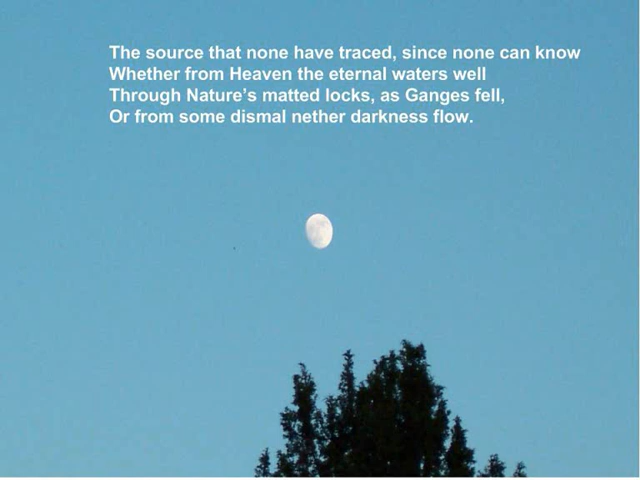 The source that none have traced, since none can know
Whether from Heaven the eternal waters well
Through Nature’s matted locks, as Ganges fell,
Or from some dismal nether darkness flow.